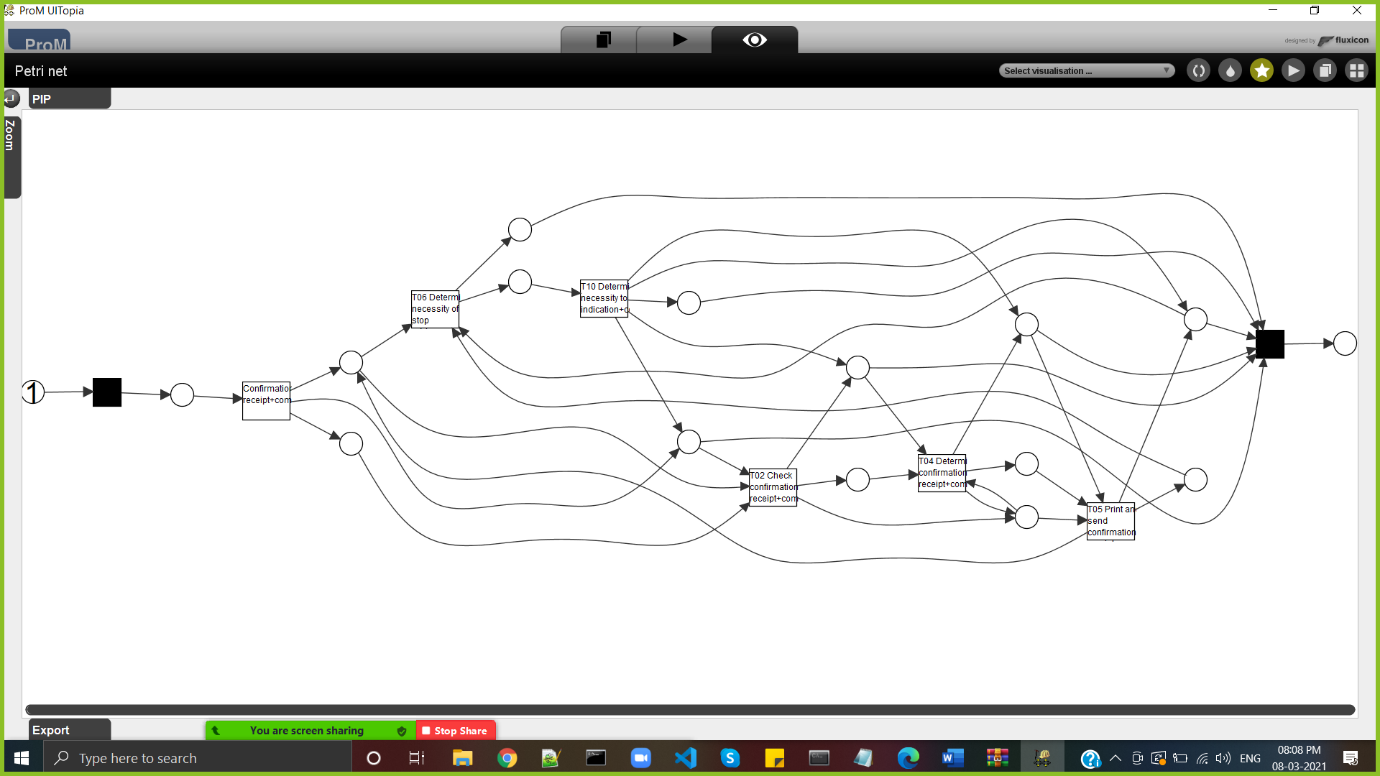 ProM UITopia
ProM
designed by fluxicon
Petri net
Select visualisation ...
PIP
Zoom
T06 Determi
necessity of
stop
T10 Determi
necessity to
indication+c
1
Confirmatio
receipt+com
T02 Check
confirmation
receipt+com
T04 Determi
confirmation
receipt+com
T05 Print an
send
confirmation
Export
You are screen sharing
Stop Share
Type here to search
ENG
08:08 PM
08-03-2021